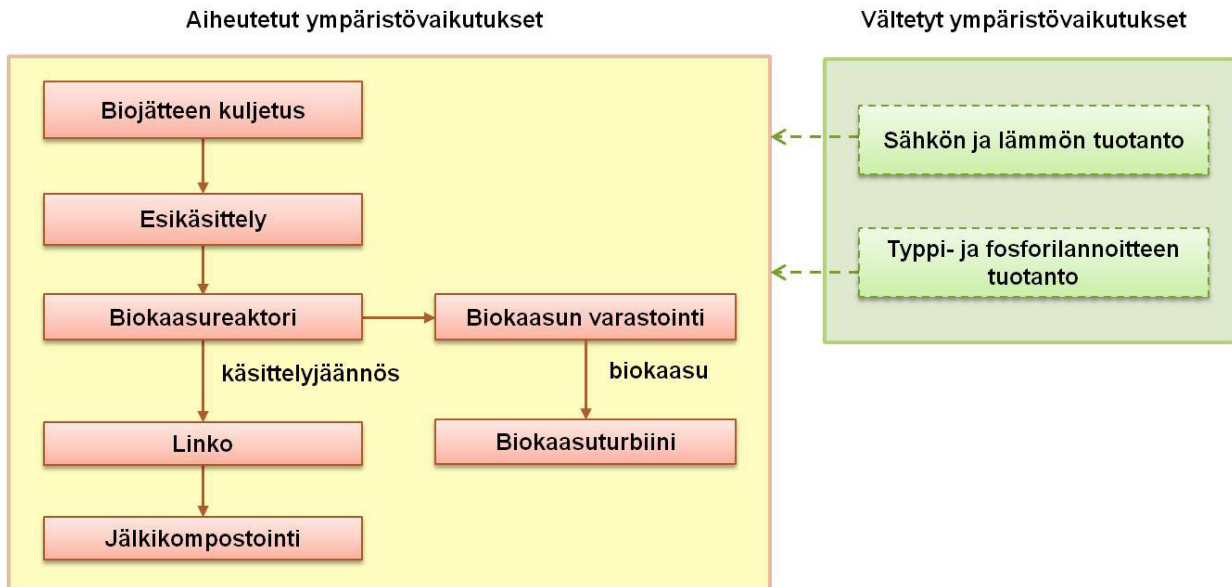 Aiheutetut ympäristövaikutukset
Vältetyt ympäristövaikutukset
Biojätteen kuljetus
Esikäsittely
Biokaasureaktori
käsittelyjäännös
Linko
Jälkikompostointi
Biokaasun varastointi
biokaasu
Biokaasuturbiini
Sähkön ja lämmön tuotanto
Typpi- ja fosforilannoitteen
tuotanto